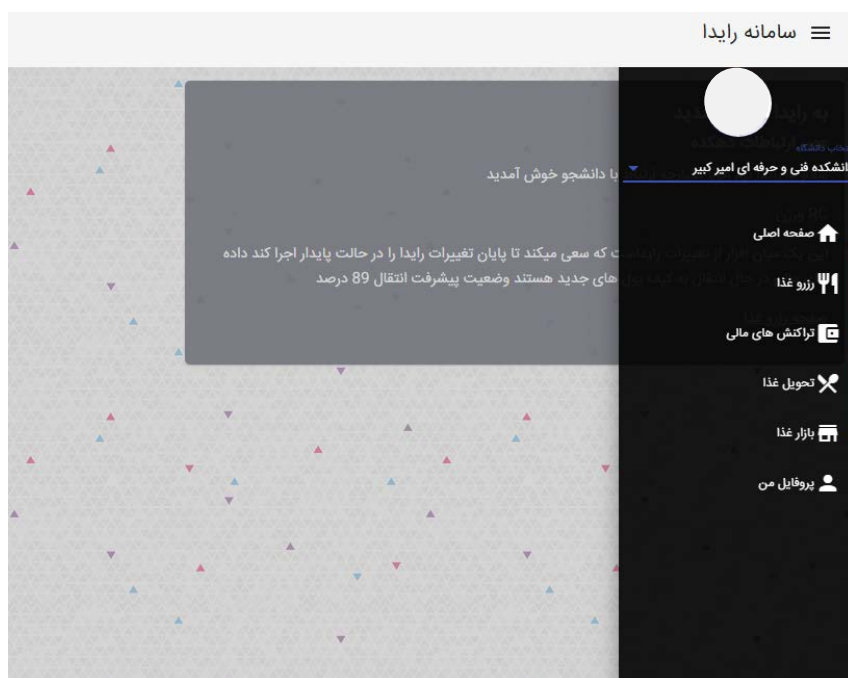 سامانه رایدا
انتخاب دانشگاه
دانشکده فنی و حرفه ای امیر کبیر
صفحه اصلی
رزرو غذا
تراکنش های مالی
تحویل غذا
بازار غذا
پروفایل من
با دانشجو خوش آمدید
که سعی میکند تا پایان تغییرات رایدا را در حالت پایدار اجرا کند داده
های جدید هستند وضعیت پیشرفت انتقال 89 درصد